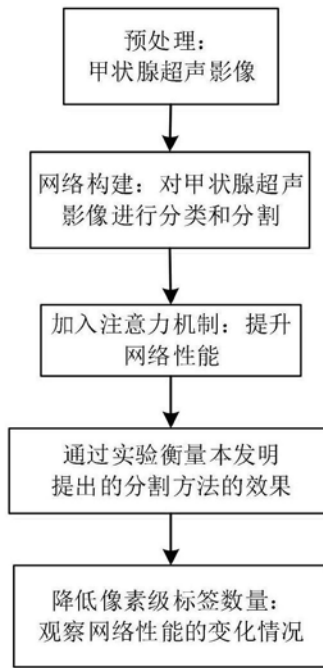 预处理：
甲状腺超声影像
网络构建：对甲状腺超声
影像进行分类和分割
加入注意力机制：提升
网络性能
通过实验衡量本发明
提出的分割方法的效果
降低像素级标签数量：
观察网络性能的变化情况